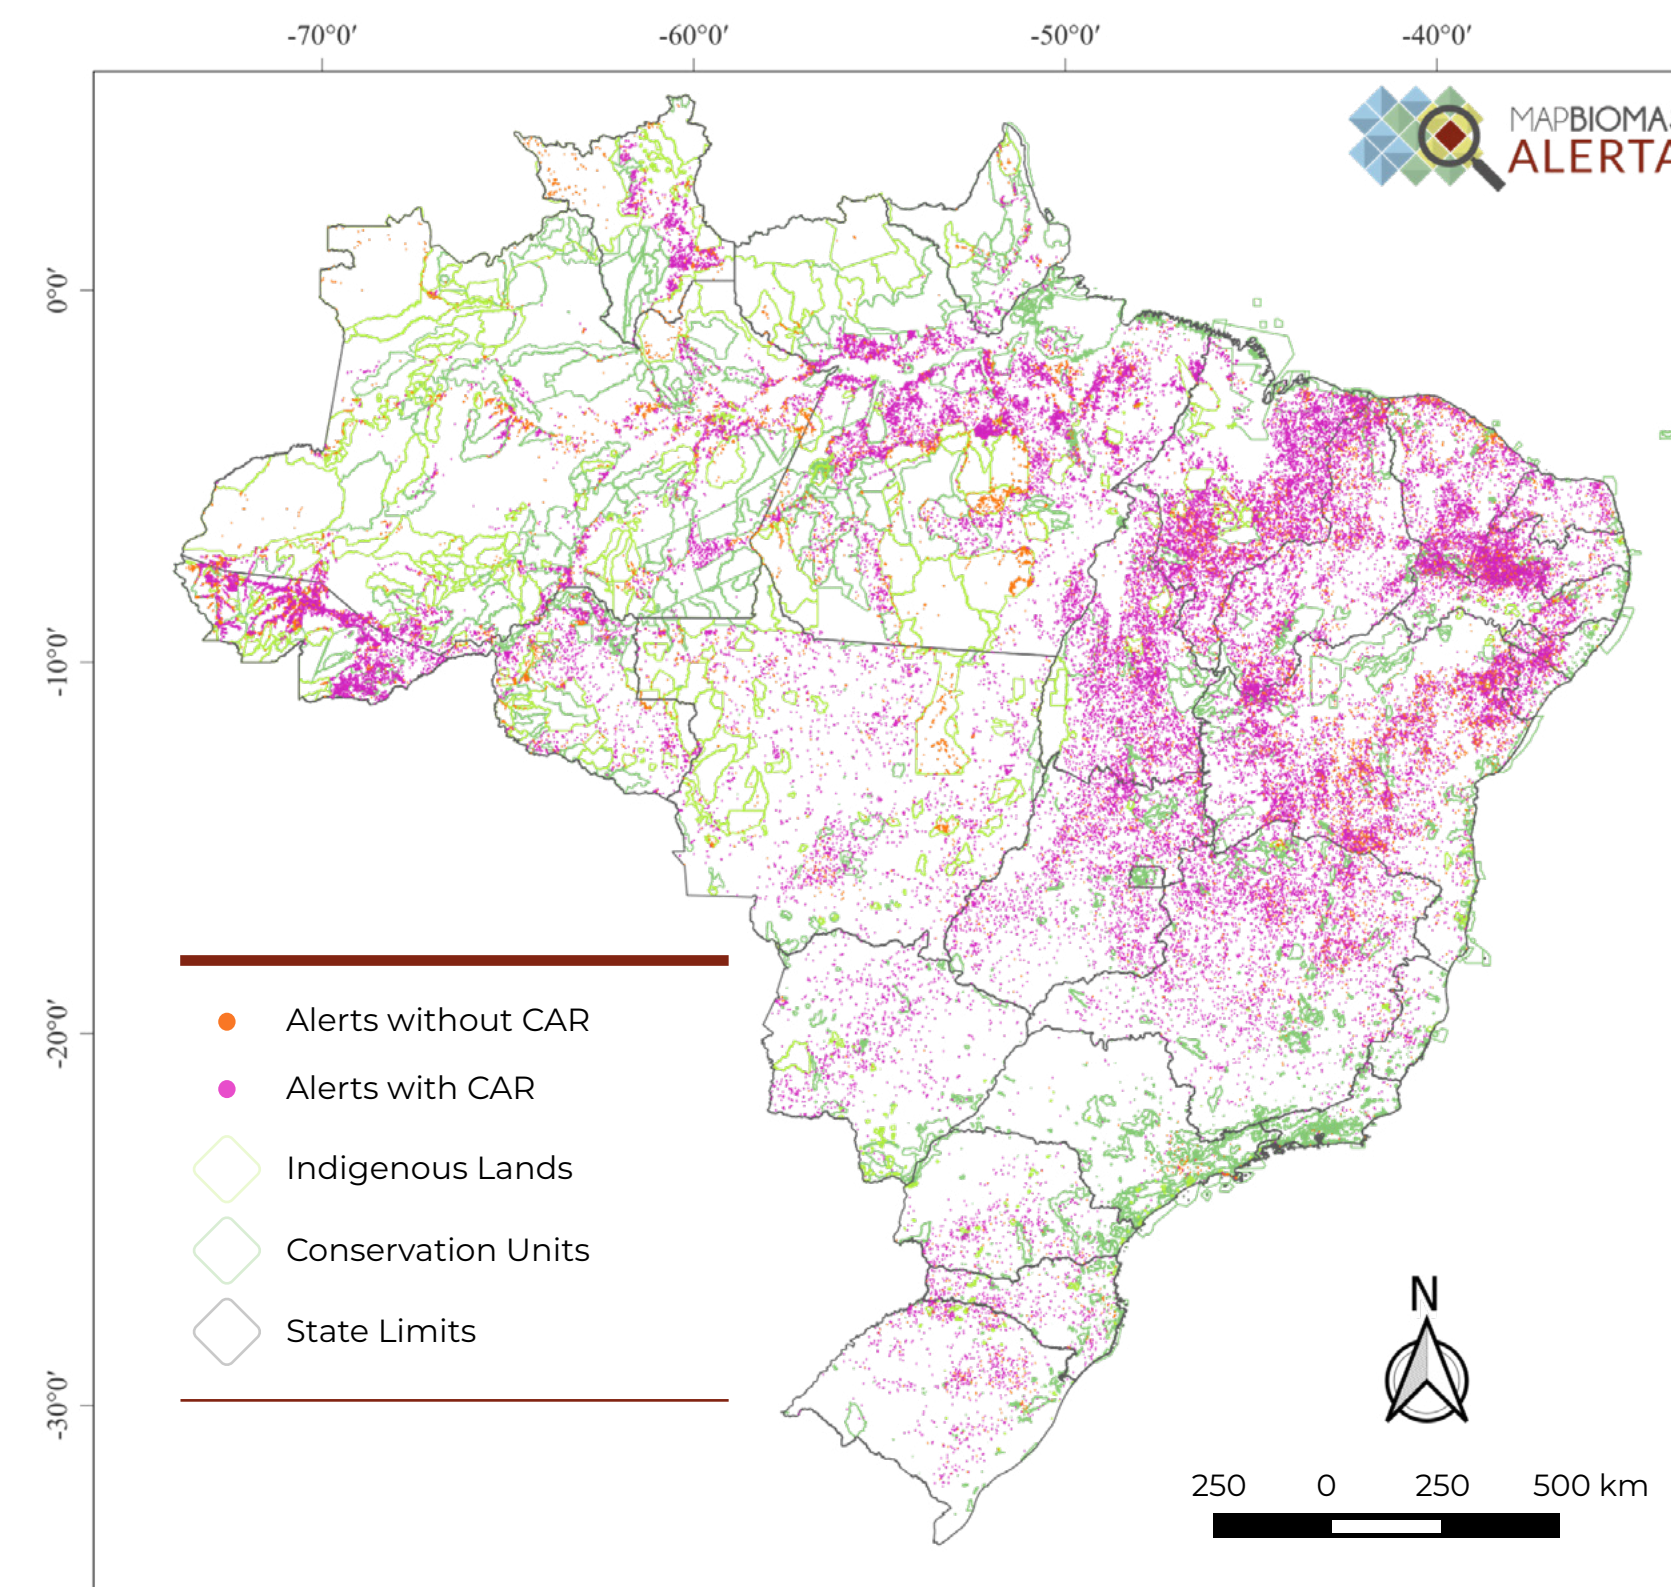 -70°0′ -60°0′ -50°0′ -40°0′
MAPBIOMAS
ALERTA
0°0′
-10°0′
-20°0′
-30°0′
Alerts without CAR
Alerts with CAR
Indigenous Lands
Conservation Units
State Limits
N
250 0 250 500 km